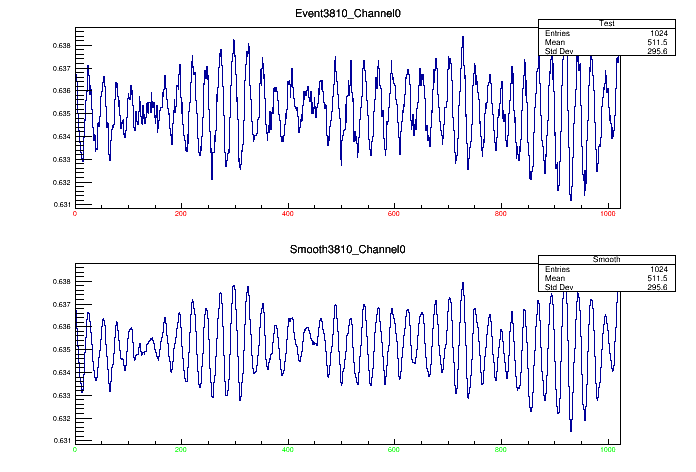 Event3810_Channel0
Test
Entries 1024
Mean 511.5
Std Dev 295.6
0.638
0.637
0.636
0.635
0.634
0.633
0.632
0.631
0 200 400 600 800 1000
Smooth3810_Channel0
Smooth
Entries 1024
Mean 511.5
Std Dev 295.6
0.638
0.637
0.636
0.635
0.634
0.633
0.632
0.631
0 200 400 600 800 1000